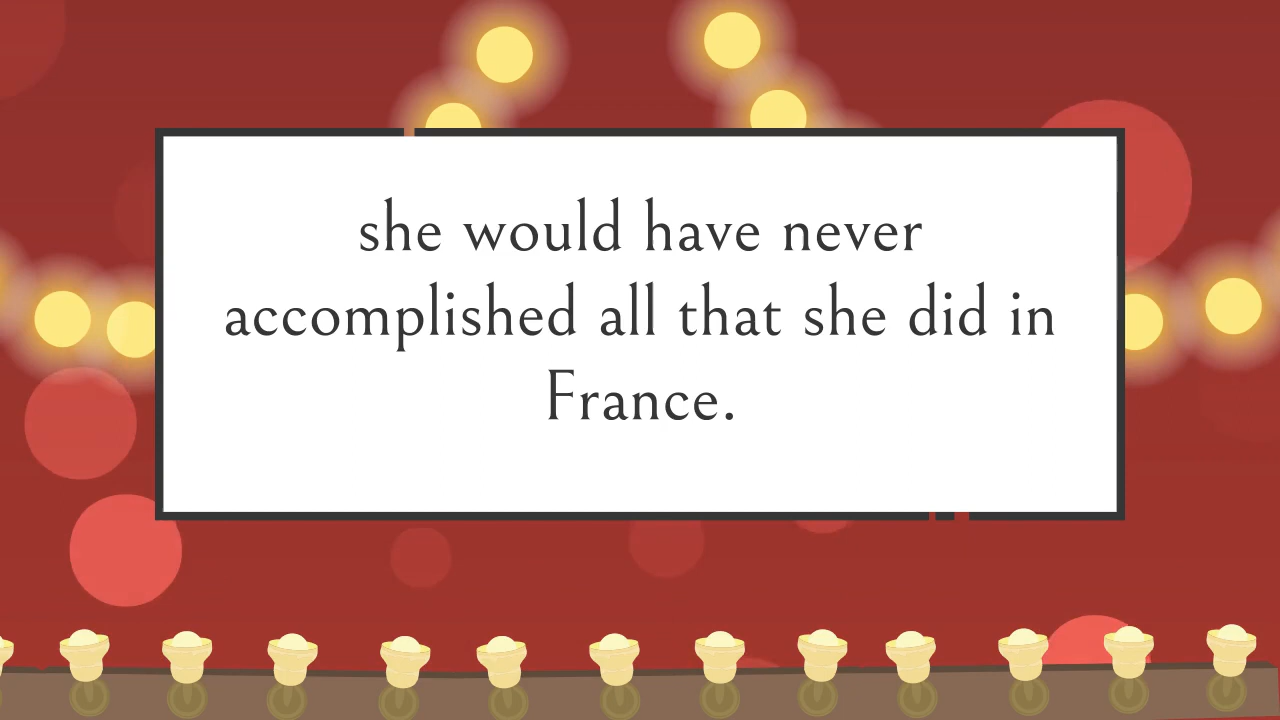 she would have never
accomplished all that she did in
France.